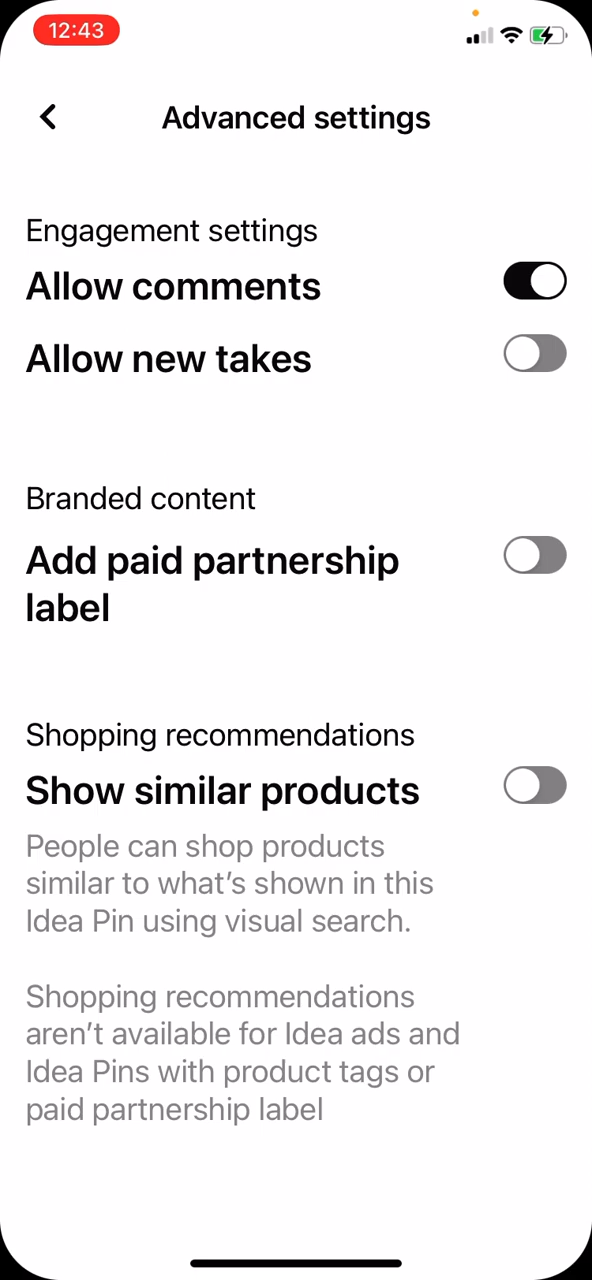 12:43
Advanced settings
Engagement settings
Allow comments
Allow new takes
Branded content
Add paid partnership
label
Shopping recommendations
Show similar products
People can shop products
similar to what’s shown in this
Idea Pin using visual search.
Shopping recommendations
aren’t available for Idea ads and
Idea Pins with product tags or
paid partnership label